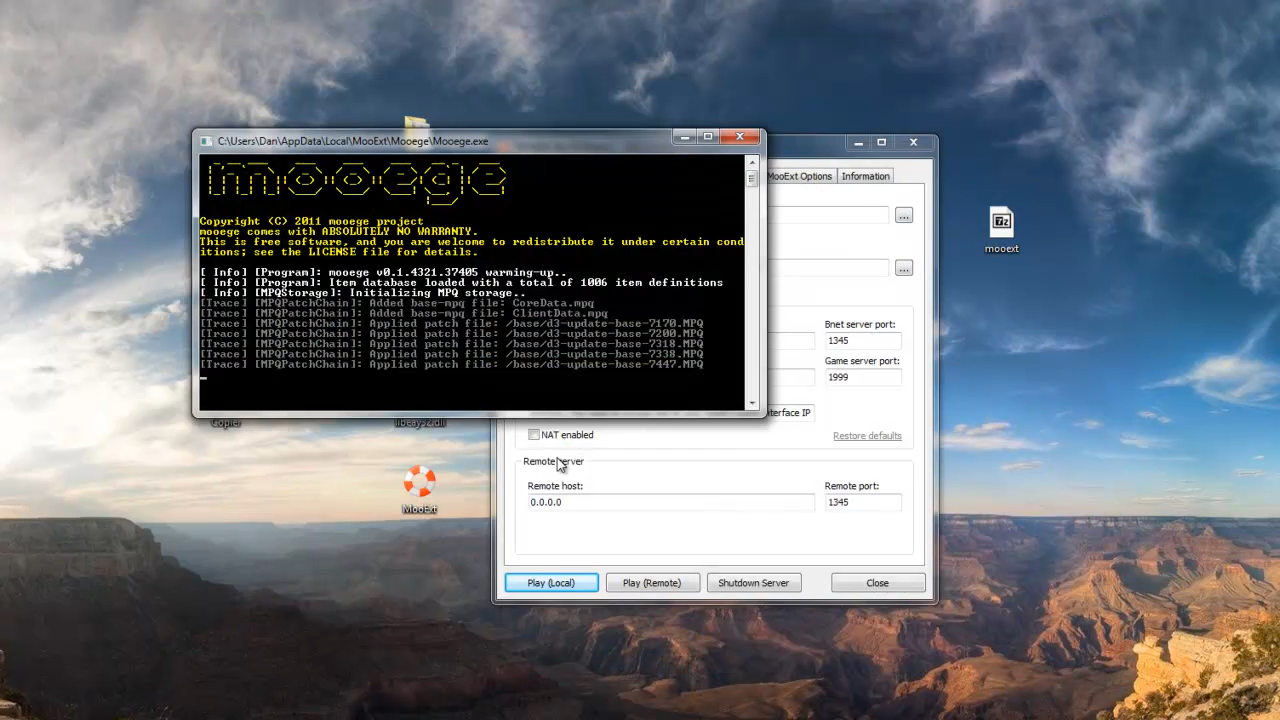 C:\Users\Dan\AppData\Local\MooExt\Mooege\Mooege.exe
mooege
Copyright (C) 2011 mooege project
mooege comes with ABSOLUTELY NO WARRANTY.
This is free software, and you are welcome to redistribute it under certain cond
itions; see the LICENSE file for details.
[ Info] [Program]: mooege v0.1.4321.37405 warming-up..
[ Info] [Program]: Item database loaded with a total of 1006 item definitions
[ Info] [MPQStorage]: Initializing MPQ storage..
[Trace] [MPQPatchChain]: Added base-mpq file: CoreData.mpq
[Trace] [MPQPatchChain]: Added base-mpq file: ClientData.mpq
[Trace] [MPQPatchChain]: Applied patch file: /base/d3-update-base-7170.MPQ
[Trace] [MPQPatchChain]: Applied patch file: /base/d3-update-base-7200.MPQ
[Trace] [MPQPatchChain]: Applied patch file: /base/d3-update-base-7318.MPQ
[Trace] [MPQPatchChain]: Applied patch file: /base/d3-update-base-7338.MPQ
[Trace] [MPQPatchChain]: Applied patch file: /base/d3-update-base-7447.MPQ
MooExt Options
Information
...
...
Bnet server port:
1345
Game server port:
1999
terface IP
NAT enabled
Restore defaults
Remote server
Remote host:
Remote port:
0.0.0.0
1345
Play (Local)
Play (Remote)
Shutdown Server
Close
Copier
libeay32.dll
MooExt
7z
mooext